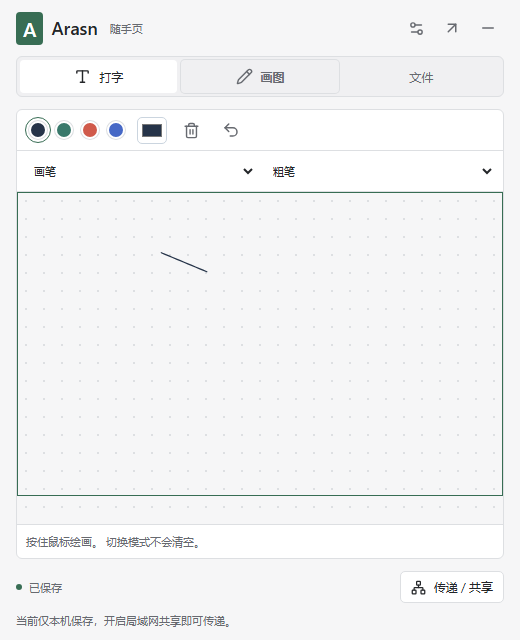 A Arasn 随手页
打字 画图 文件
画笔 粗笔
按住鼠标绘画。 切换模式不会清空。
已保存 传递 / 共享
当前仅本机保存，开启局域网共享即可传递。